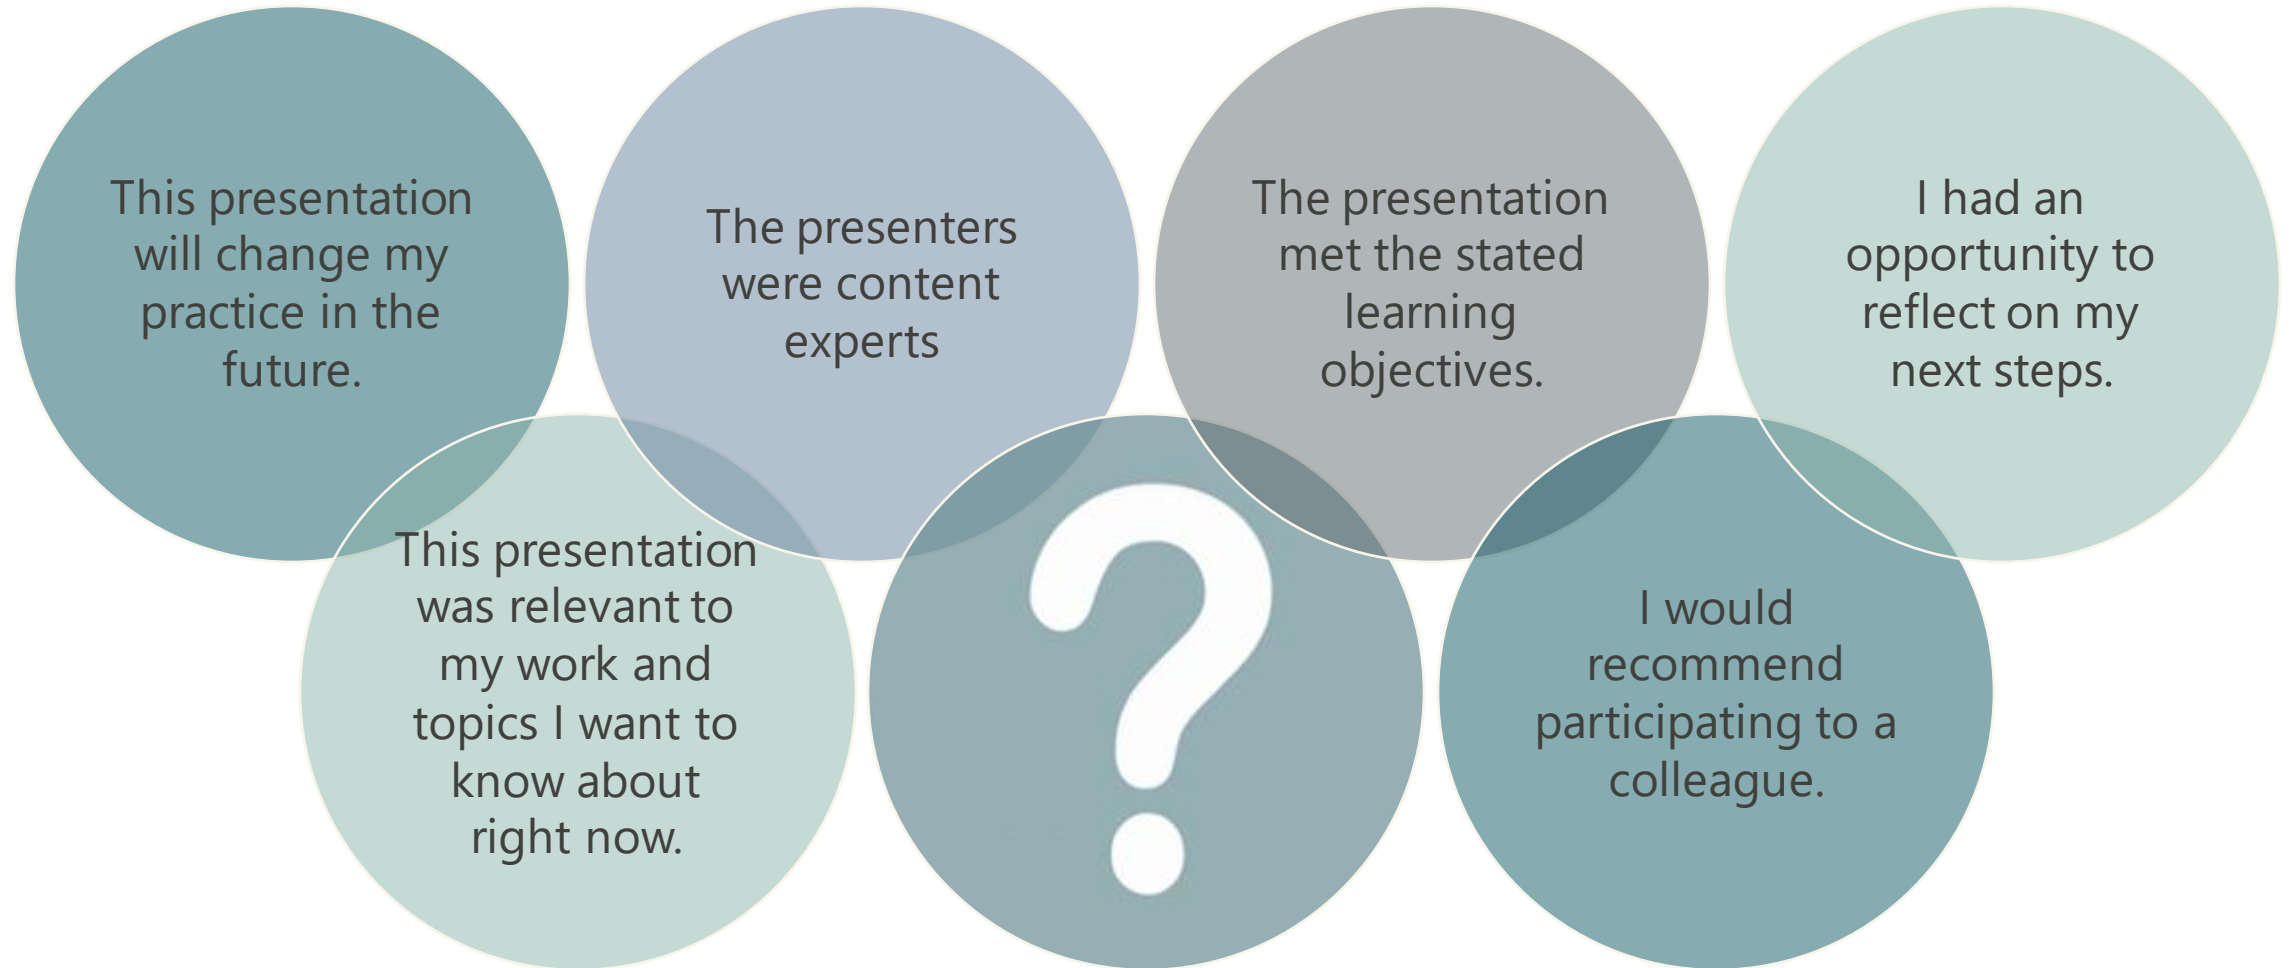 This presentation
will change my
practice in the
future.
This presentation
was relevant to
my work and
topics I want to
know about
right now.
The presenters
were content
experts
?
The presentation
met the stated
learning
objectives.
I would
recommend
participating to a
colleague.
I had an
opportunity to
reflect on my
next steps.